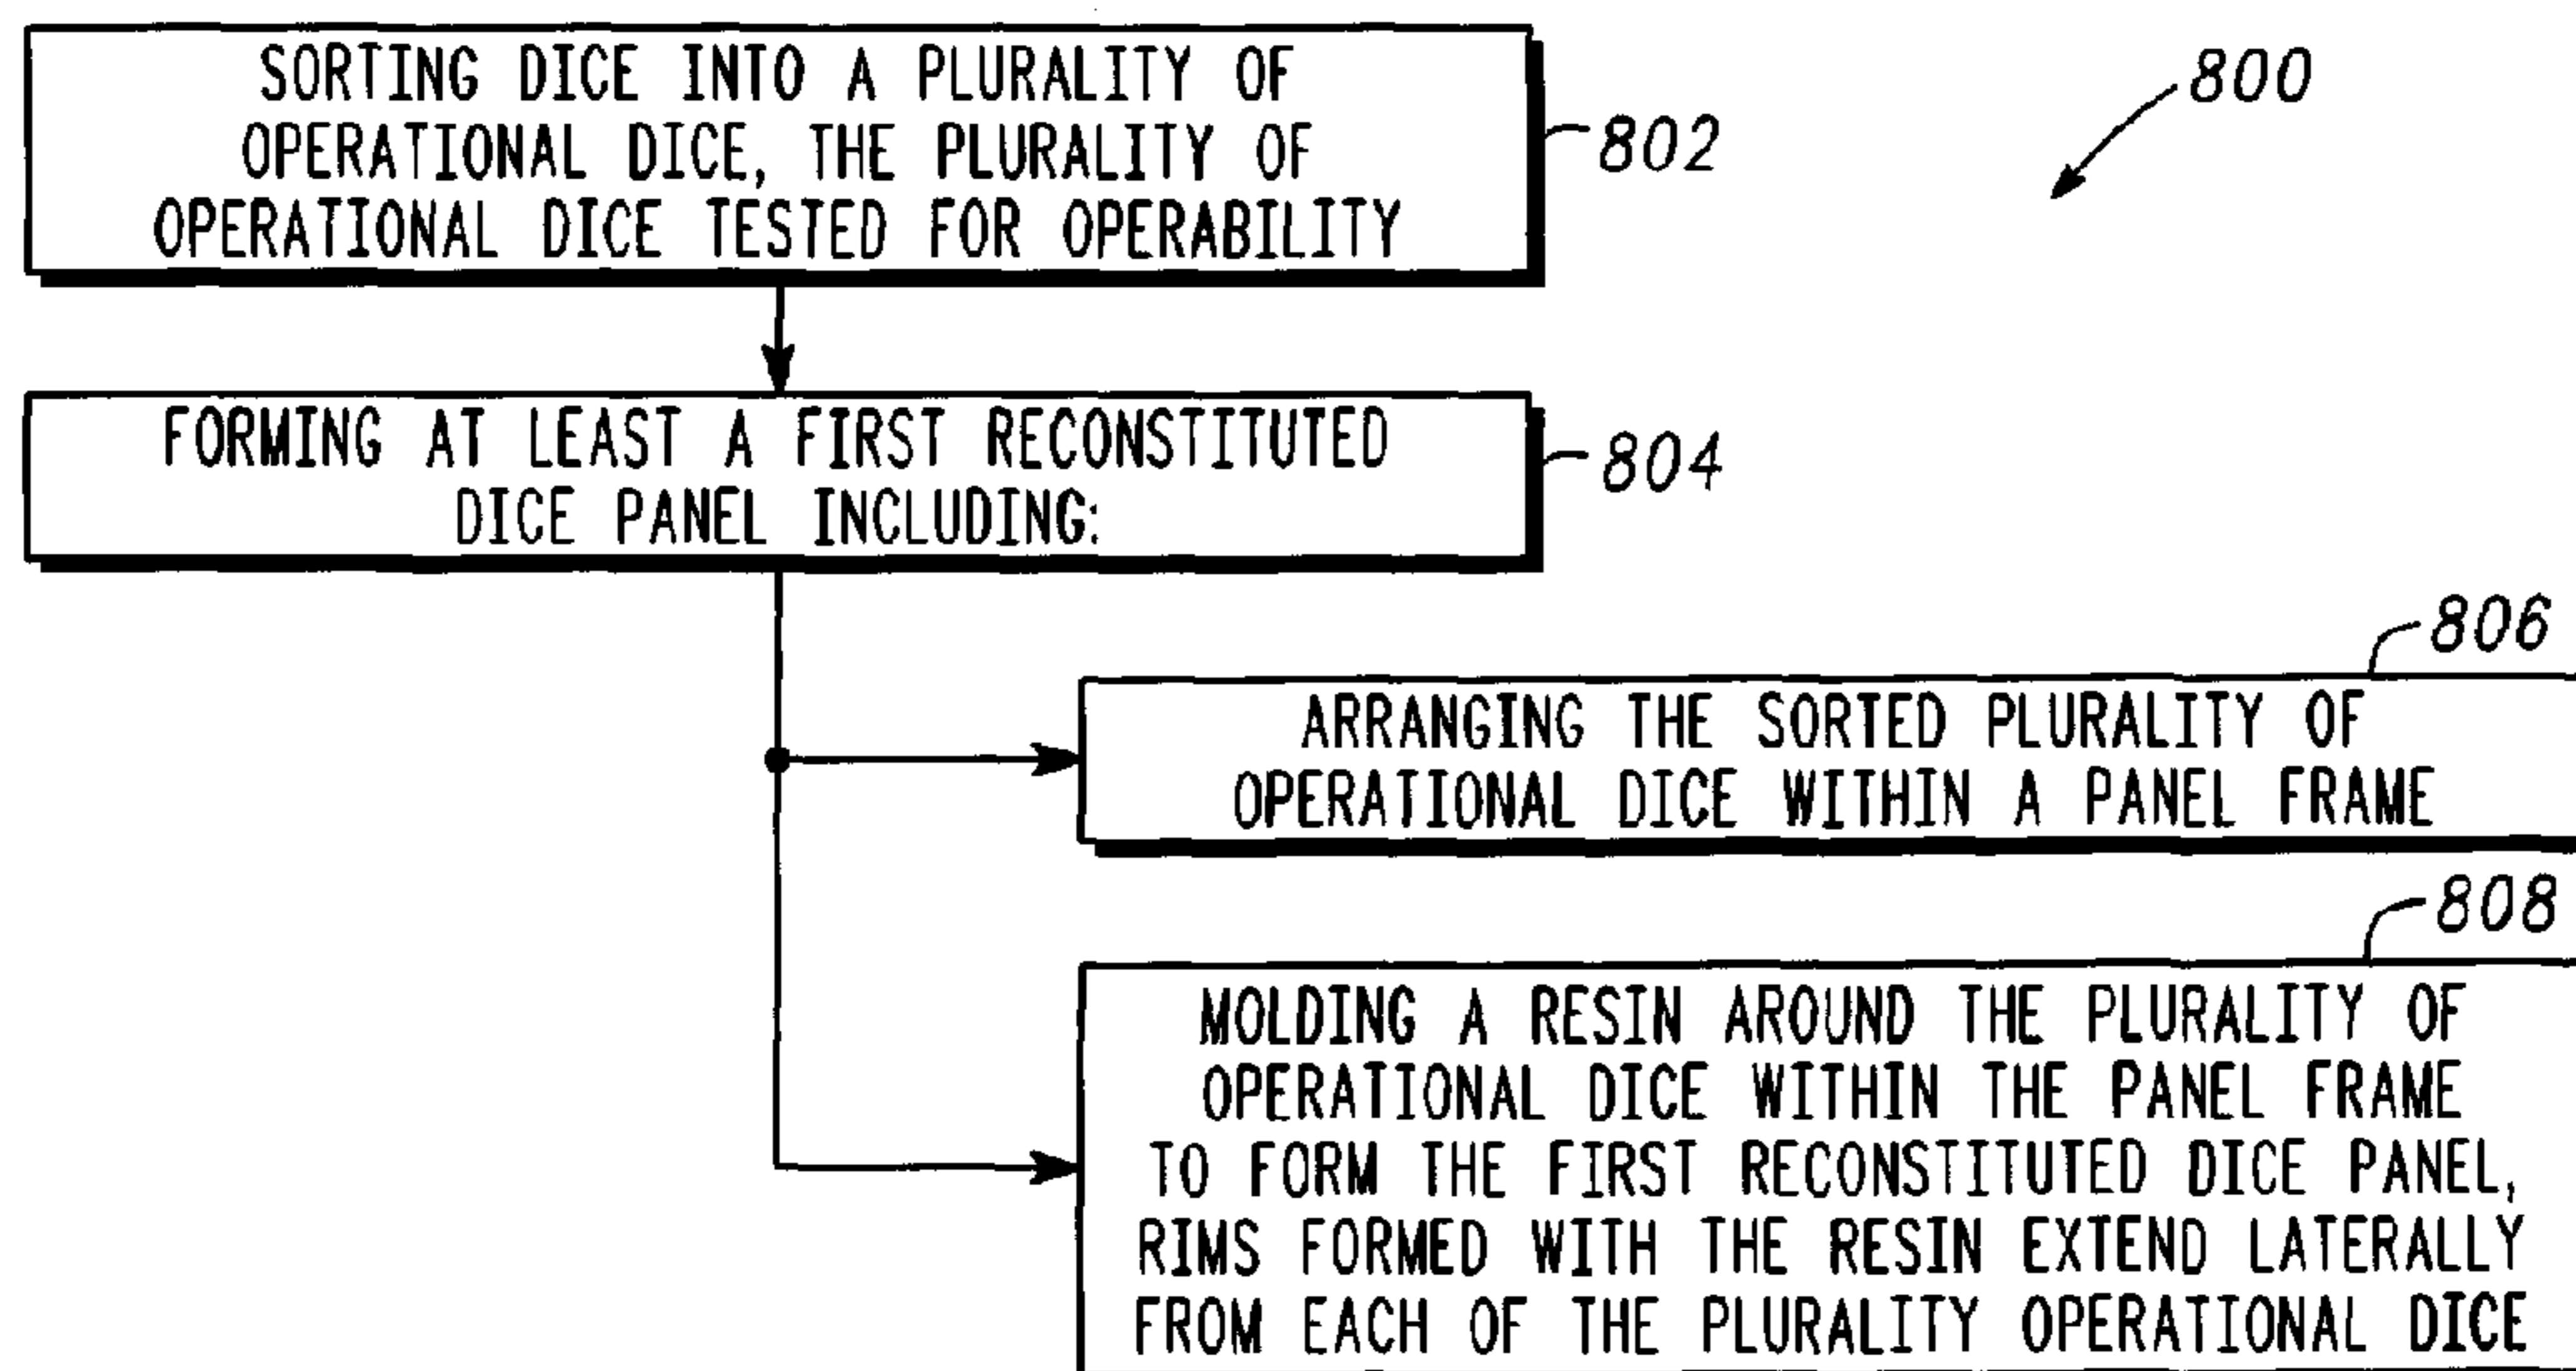 SORTING DICE INTO A PLURALITY OF
OPERATIONAL DICE, THE PLURALITY OF
OPERATIONAL DICE TESTED FOR OPERABILITY
802
800
FORMING AT LEAST A FIRST RECONSTITUTED
DICE PANEL INCLUDING:
804
806
ARRANGING THE SORTED PLURALITY OF
OPERATIONAL DICE WITHIN A PANEL FRAME
808
MOLDING A RESIN AROUND THE PLURALITY OF
OPERATIONAL DICE WITHIN THE PANEL FRAME
TO FORM THE FIRST RECONSTITUTED DICE PANEL,
RIMS FORMED WITH THE RESIN EXTEND LATERALLY
FROM EACH OF THE PLURALITY OPERATIONAL DICE